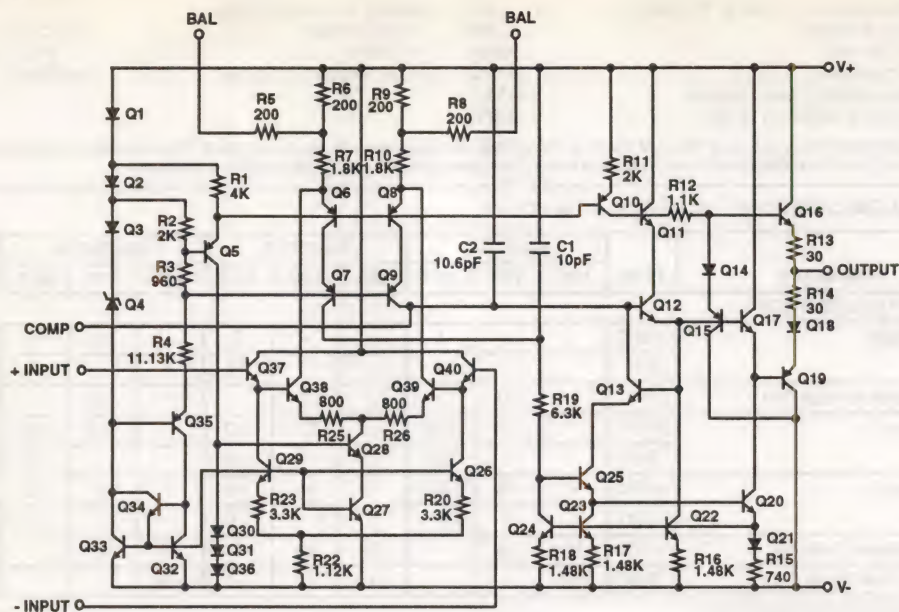 BAL
BAL
V+
R6
200
R9
200
R5
200
R8
200
Q1
R7
1.8K
R10
1.8K
R11
2K
Q2
R1
4K
Q6
Q8
Q10
R12
1.1K
Q16
R2
2K
Q11
Q3
Q5
R13
30
C2
10.6pF
C1
10pF
Q14
OUTPUT
R3
960
R14
30
Q4
Q7
Q9
Q12
Q15
Q17
Q18
COMP
R4
11.13K
Q19
+ INPUT
Q37
Q38
Q39
Q40
Q13
R19
6.3K
800
R25
800
R26
Q35
Q28
Q29
Q26
Q25
Q34
R23
3.3K
R20
3.3K
Q23
Q20
Q27
Q24
Q22
Q33
Q32
Q30
Q31
Q36
R22
1.12K
R18
1.48K
R17
1.48K
R16
1.48K
Q21
R15
740
V-
- INPUT